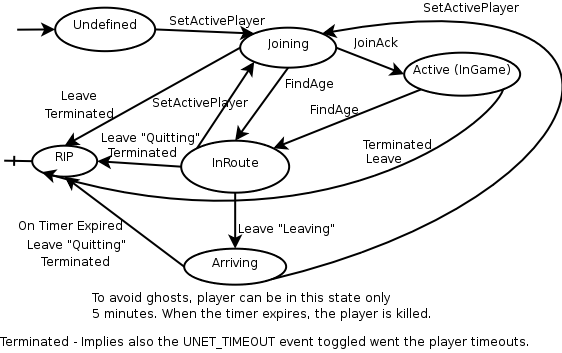 SetActivePlayer
Undefined
SetActivePlayer
Joining
JoinAck
Active (InGame)
FindAge
Leave
Terminated
SetActivePlayer
FindAge
Leave "Quitting"
Terminated
Terminated
Leave
RIP
InRoute
On Timer Expired
Leave "Quitting"
Terminated
Leave "Leaving"
Arriving
To avoid ghosts, player can be in this state only
5 minutes. When the timer expires, the player is killed.
Terminated - Implies also the UNET_TIMEOUT event toggled went the player timeouts.